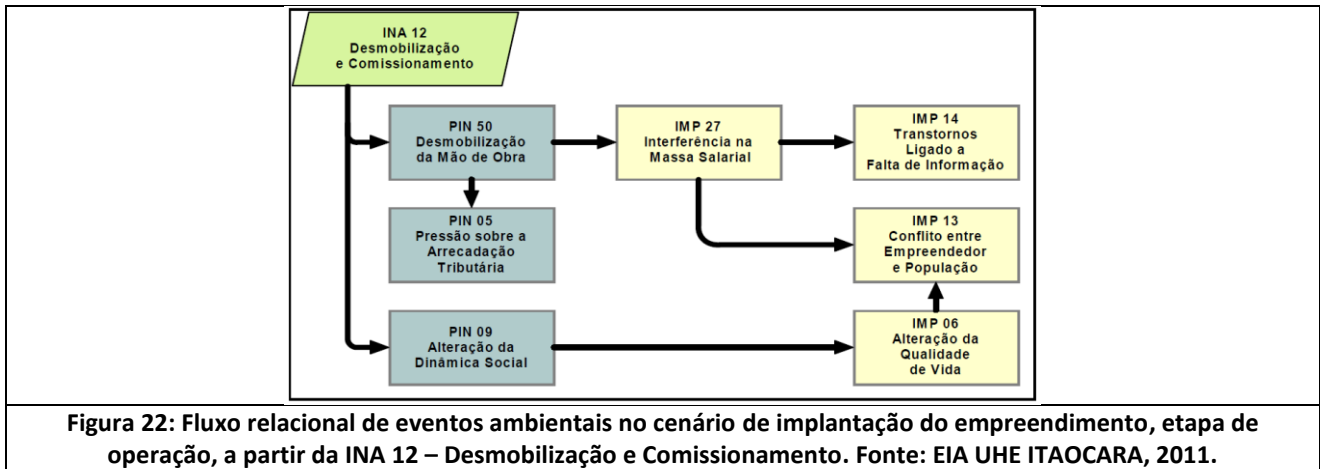 INA 12
Desmobilização
e Comissionamento
PIN 50
Desmobilização
da Mão de Obra
IMP 27
Interferência na
Massa Salarial
IMP 14
Transtornos
Ligado a
Falta de Informação
PIN 05
Pressão sobre a
Arrecadação
Tributária
IMP 13
Conflito entre
Empreendedor
e População
PIN 09
Alteração da
Dinâmica Social
IMP 06
Alteração da
Qualidade
de Vida
Figura 22: Fluxo relacional de eventos ambientais no cenário de implantação do empreendimento, etapa de
operação, a partir da INA 12 – Desmobilização e Comissionamento. Fonte: EIA UHE ITAOCARA, 2011.